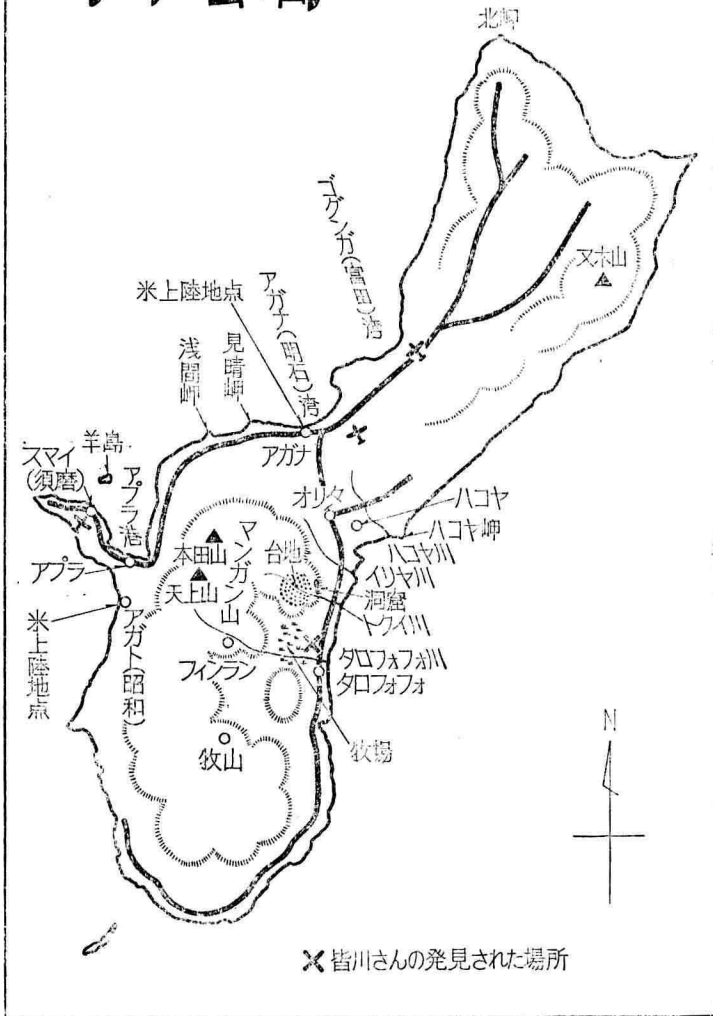 北岬
ゴグンガ(富田)湾
又木山
米上陸地点
アガナ(明石)湾
見晴岬
浅間岬
羊島
スマイ
(須磨)
アプラ港
アガナ
オリタ
ハコヤ
ハコヤ岬
ハコヤ川
イリヤ川
洞窟
トクイ川
台地
マンガン山
本田山
天上山
アプラ
アガト(昭和)
米上陸地点
フィンラン
タロフォフォ川
タロフォフォ
牧場
牧山
N
皆川さんの発見された場所